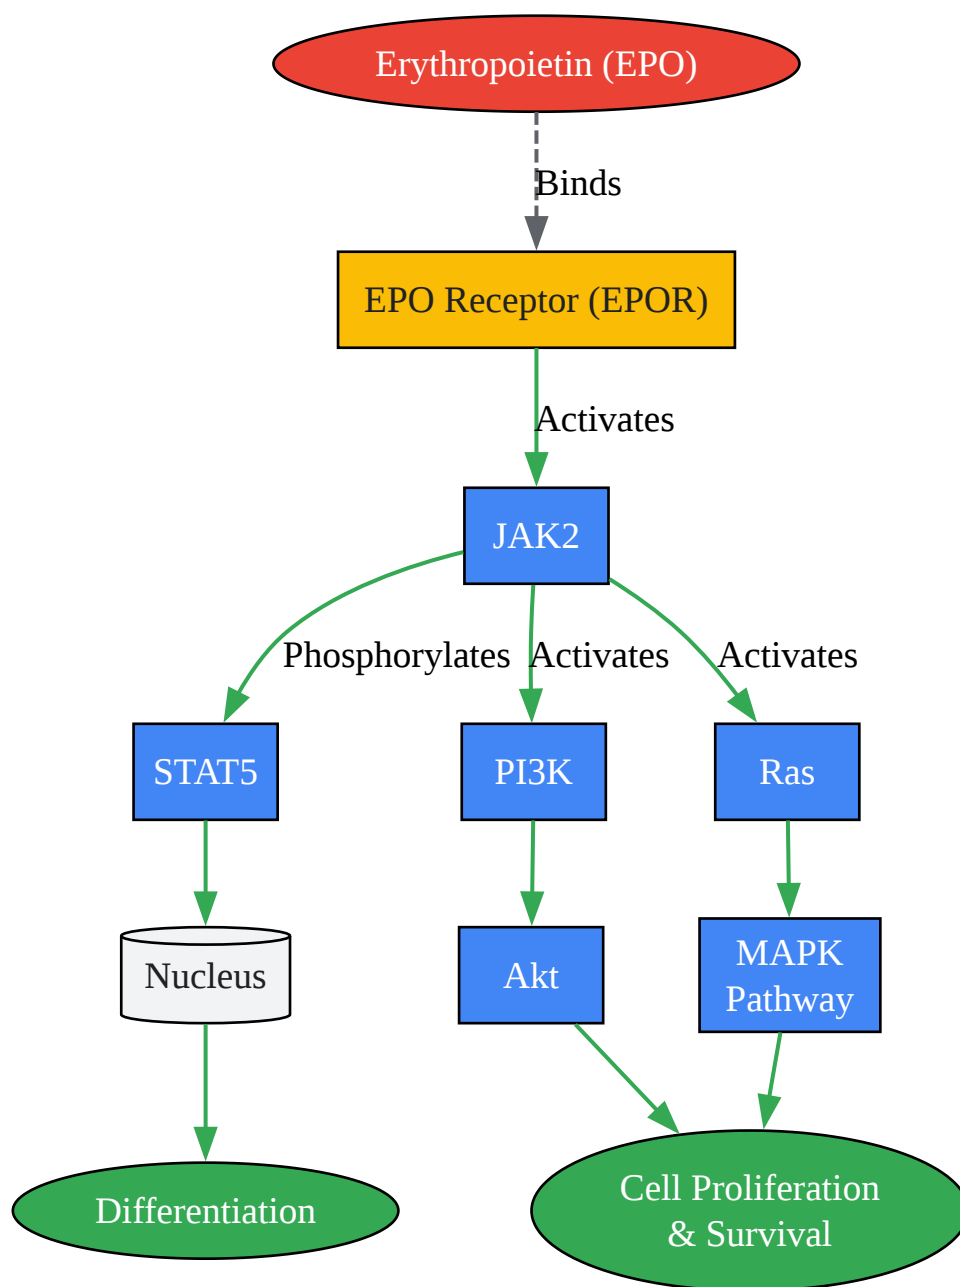 Erythropoietin (EPO)
Binds
EPO Receptor (EPOR)
Activates
JAK2
Phosphorylates
Activates
Activates
STAT5
PI3K
Ras
Nucleus
Akt
MAPK
Pathway
Differentiation
Cell Proliferation
& Survival